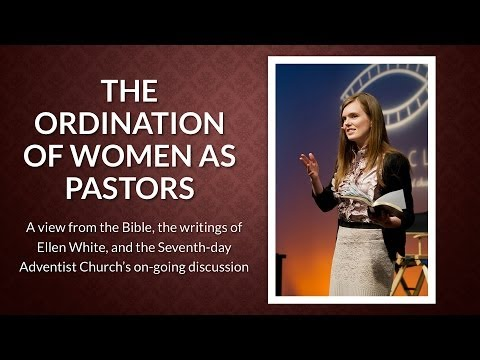 THE
ORDINATION
OF WOMEN AS
PASTORS
A view from the Bible, the writings of
Ellen White, and the Seventh-day
Adventist Church's on-going discussion